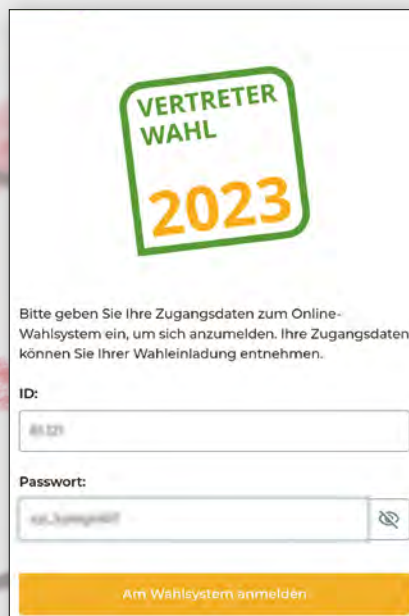 VERTRETER
WAHL
2023
Bitte geben Sie Ihre Zugangsdaten zum Online-
Wahlsystem ein, um sich anzumelden. Ihre Zugangsdaten
können Sie Ihrer Wahleinladung entnehmen.
ID:
Passwort:
Am Wahlsystem anmelden